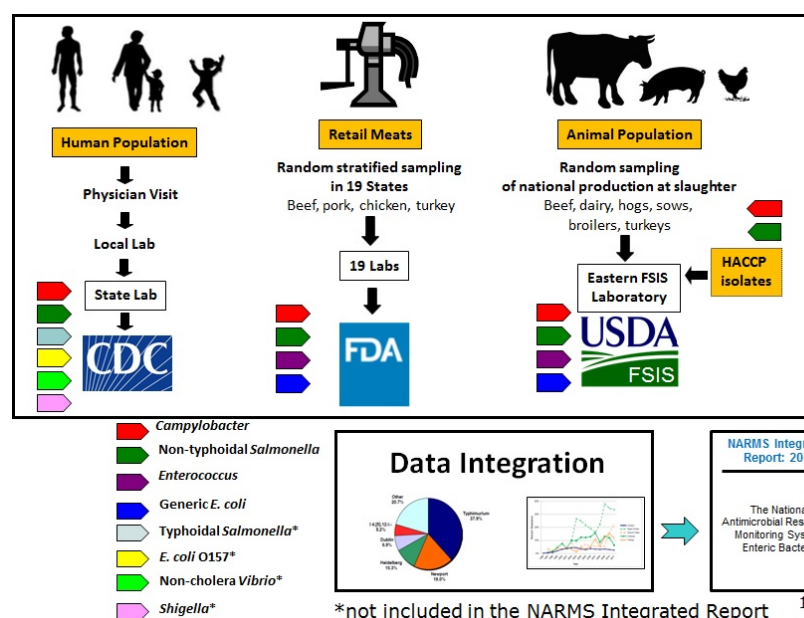 Human Population
Physician Visit
Local Lab
State Lab
CDC
Retail Meats
Random stratified sampling
in 19 States
Beef, pork, chicken, turkey
19 Labs
FDA
Animal Population
Random sampling
of national production at slaughter
Beef, dairy, hogs, sows,
broilers, turkeys
HACCP
isolates
Eastern FSIS
Laboratory
USDA
FSIS
Campylobacter
Non-typhoidal Salmonella
Enterococcus
Generic E. coli
Typhoidal Salmonella*
E. coli O157*
Non-cholera Vibrio*
Shigella*
Data Integration
Other
Typhimurium
Dublin
Heidelberg
Newport
NARMS Integr
Report: 20
The Nationa
Antimicrobial Res
Monitoring Sys
Enteric Bacte
*not included in the NARMS Integrated Report
1